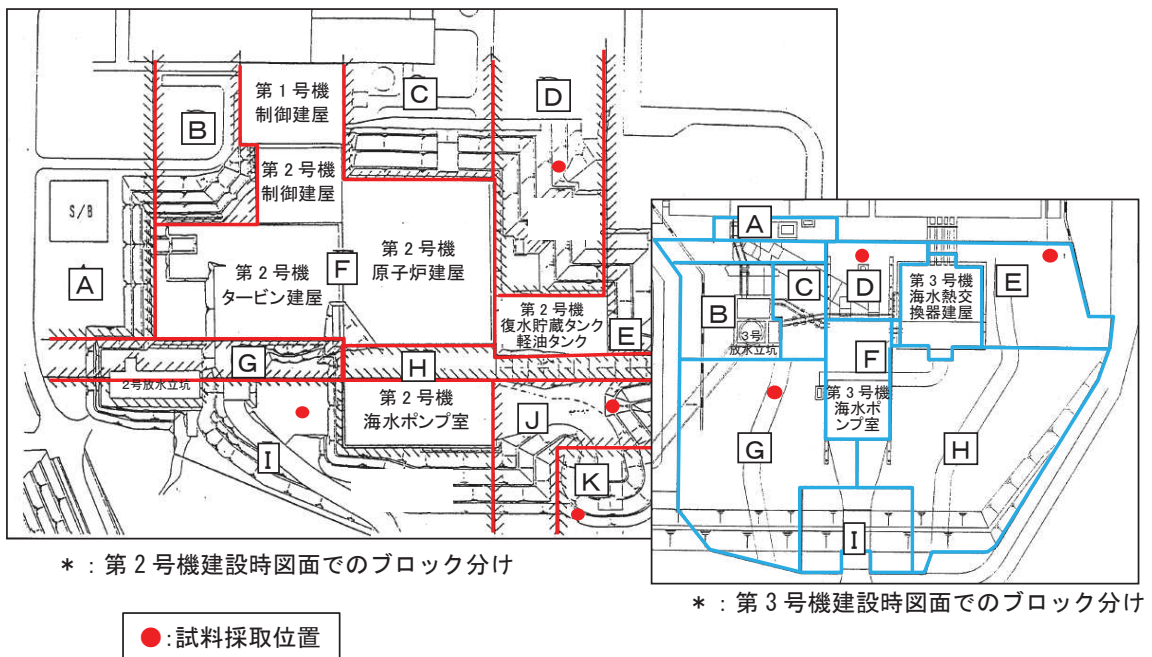 第1号機
制御建屋
C
D
B
第2号機
制御建屋
S/B
A
F
第2号機
原子炉建屋
第2号機
タービン建屋
第2号機
復水貯蔵タンク
軽油タンク
E
G
H
2号放水立坑
第2号機
海水ポンプ室
J
I
K
*：第2号機建設時図面でのブロック分け
A
B
C
D
第3号機
海水熱交
換器建屋
E
3号
放水立坑
F
第3号機
海水ポ
ンプ室
G
H
I
*：第3号機建設時図面でのブロック分け
●:試料採取位置